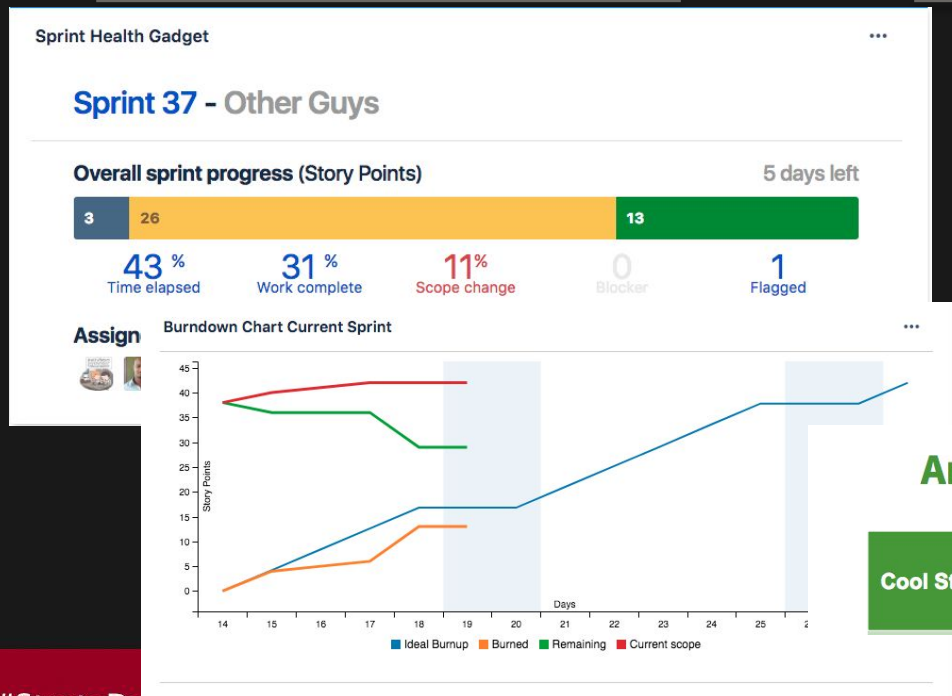 Sprint Health Gadget
Sprint 37 - Other Guys
Overall sprint progress (Story Points) 5 days left
3 26 13
43 % 31 % 11% 0 1
Time elapsed Work complete Scope change Blocker Flagged
Assign
Burndown Chart Current Sprint
45
40
35
30
25
20
15
10
5
0
Story Points
14 15 16 17 18 19 20 21 22 23 24 25
Days
Ideal Burnup Burned Remaining Current scope
Cool